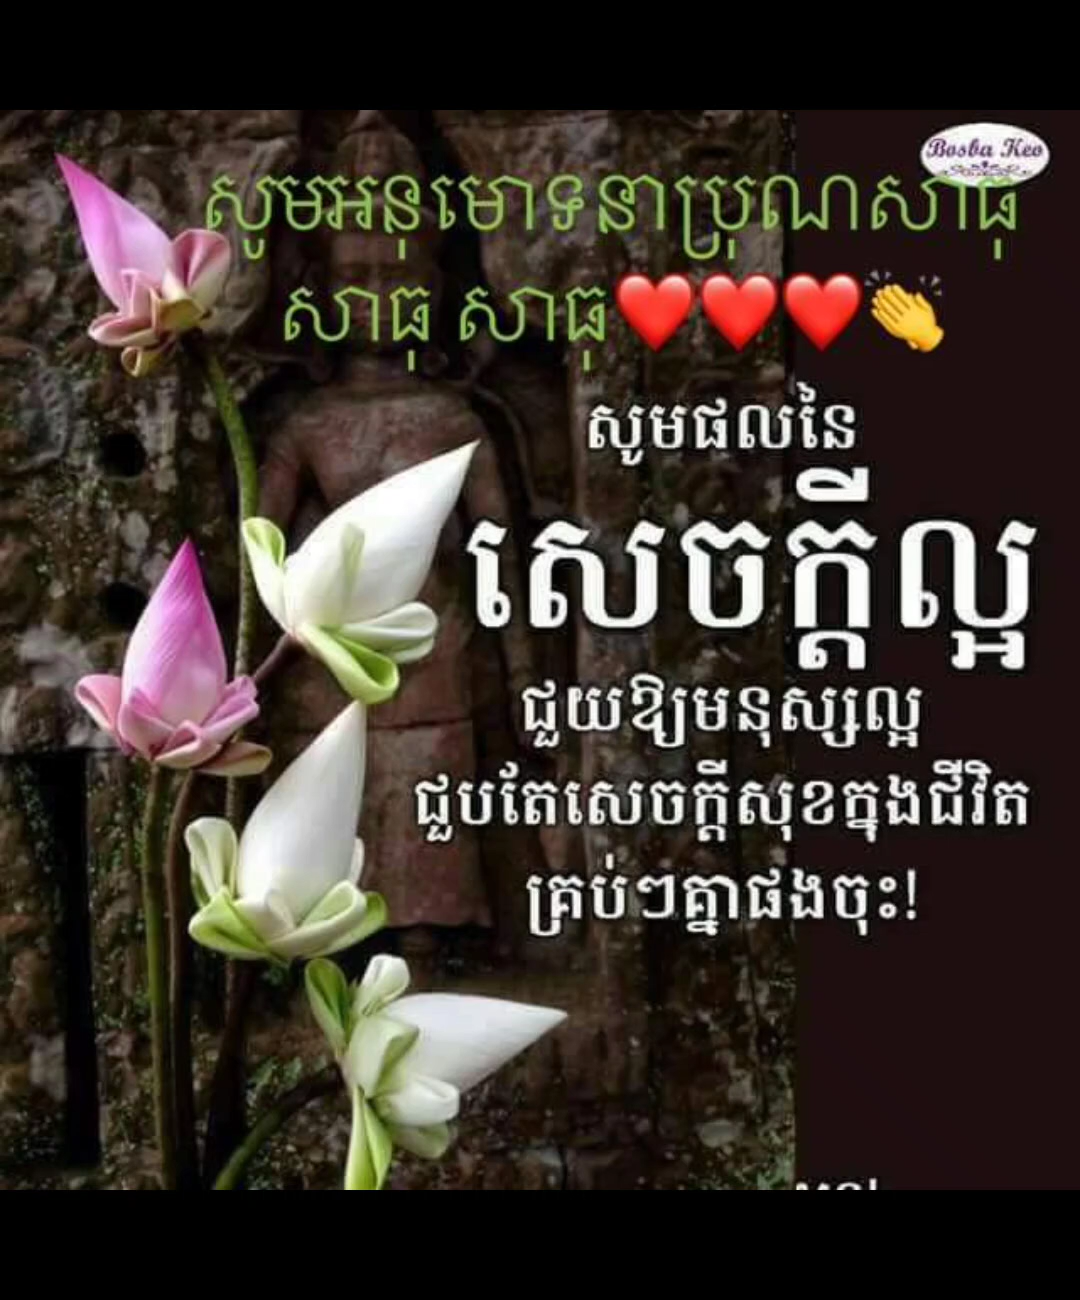 Bosba Keo
សូមអនុមោទនាប្រុណសាធុ
សាធុ សាធុ❤️❤️❤️👏
សូមផលនៃ
សេចក្ដីល្អ
ជួយឱ្យមនុស្សល្អ
ជួបតែសេចក្ដីសុខក្នុងជីវិត
គ្រប់ៗគ្នាផងចុះ!